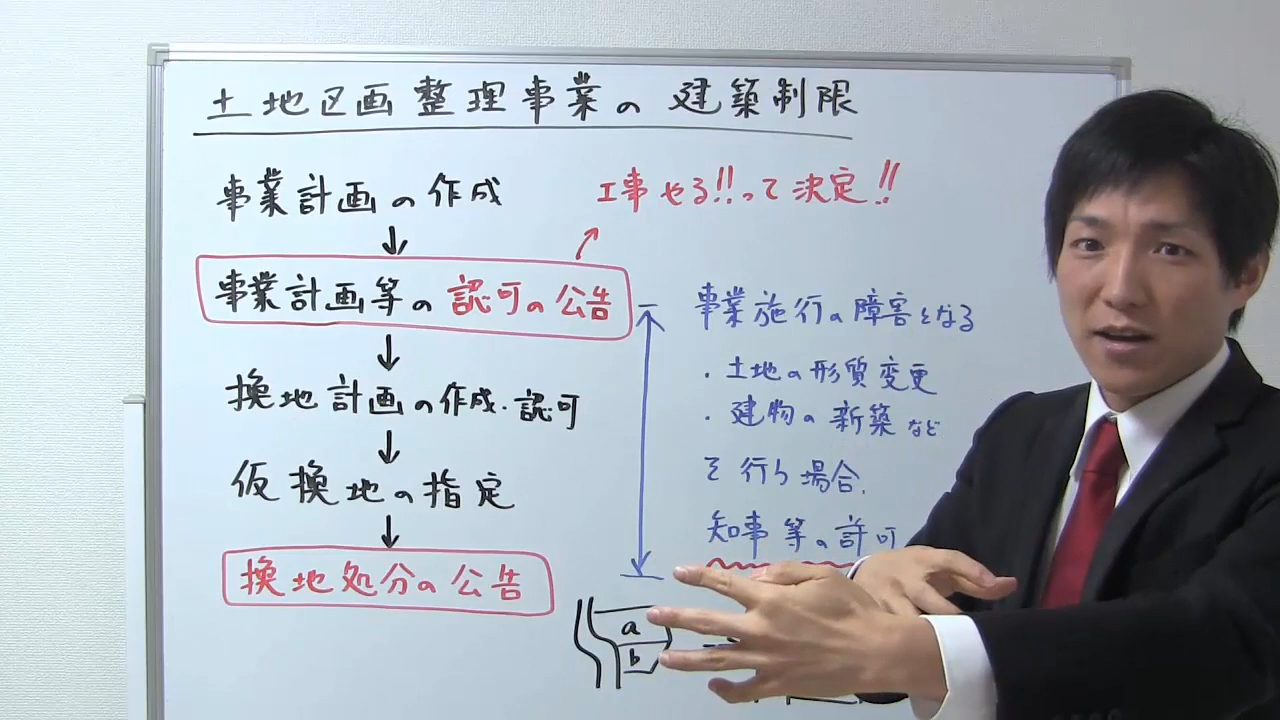 土地区画整理事業の建築制限
事業計画の作成
工事やる!!って決定!!
↓
事業計画等の認可の公告
↓
換地計画の作成・認可
↓
仮換地の指定
↓
換地処分の公告
事業施行の障害となる
・土地の形質変更
・建物の新築など
を行う場合、
知事等の許可
a
b